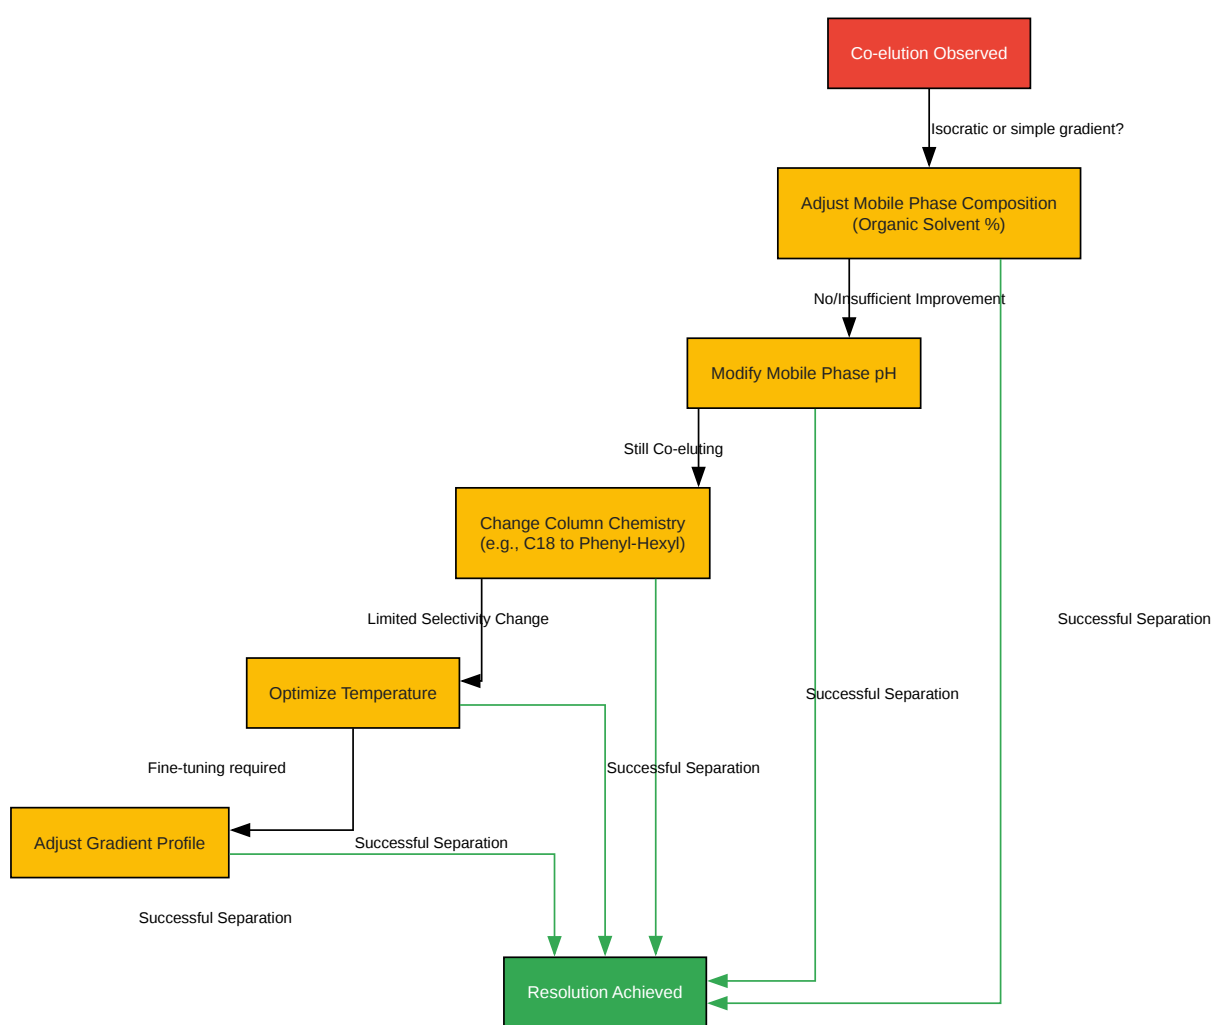 Co-elution Observed
Isocratic or simple gradient?
Adjust Mobile Phase Composition
(Organic Solvent %)
No/Insufficient Improvement
Modify Mobile Phase pH
Still Co-eluting
Change Column Chemistry
(e.g., C18 to Phenyl-Hexyl)
Limited Selectivity Change
Successful Separation
Optimize Temperature
Successful Separation
Fine-tuning required
Successful Separation
Adjust Gradient Profile
Successful Separation
Successful Separation
Resolution Achieved